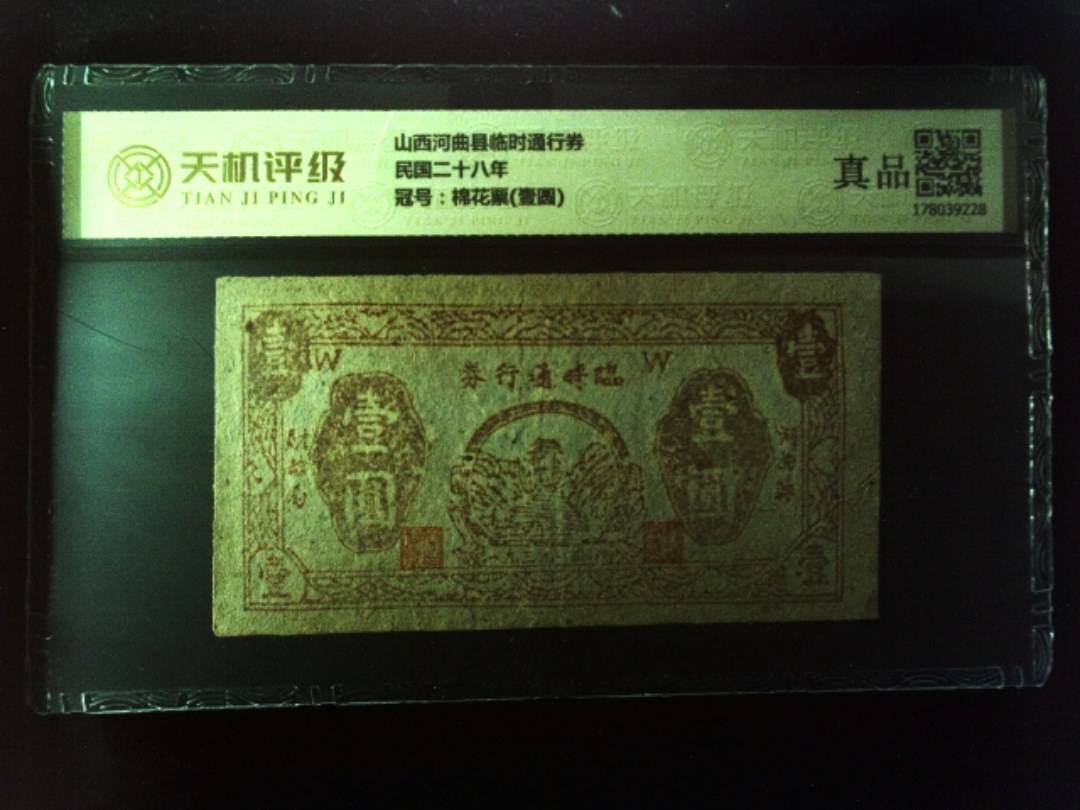 天机评级
TIAN JI PING JI
山西河曲县临时通行券
民国二十八年
冠号：棉花票(壹圆)
真品
178039228
壹
壹
W
W
券行通時臨
壹圓
壹圓
壹
壹